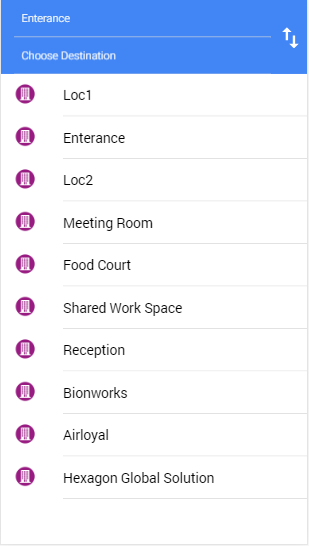 Enterance
Choose Destination
Loc1
Enterance
Loc2
Meeting Room
Food Court
Shared Work Space
Reception
Bionworks
Airloyal
Hexagon Global Solution